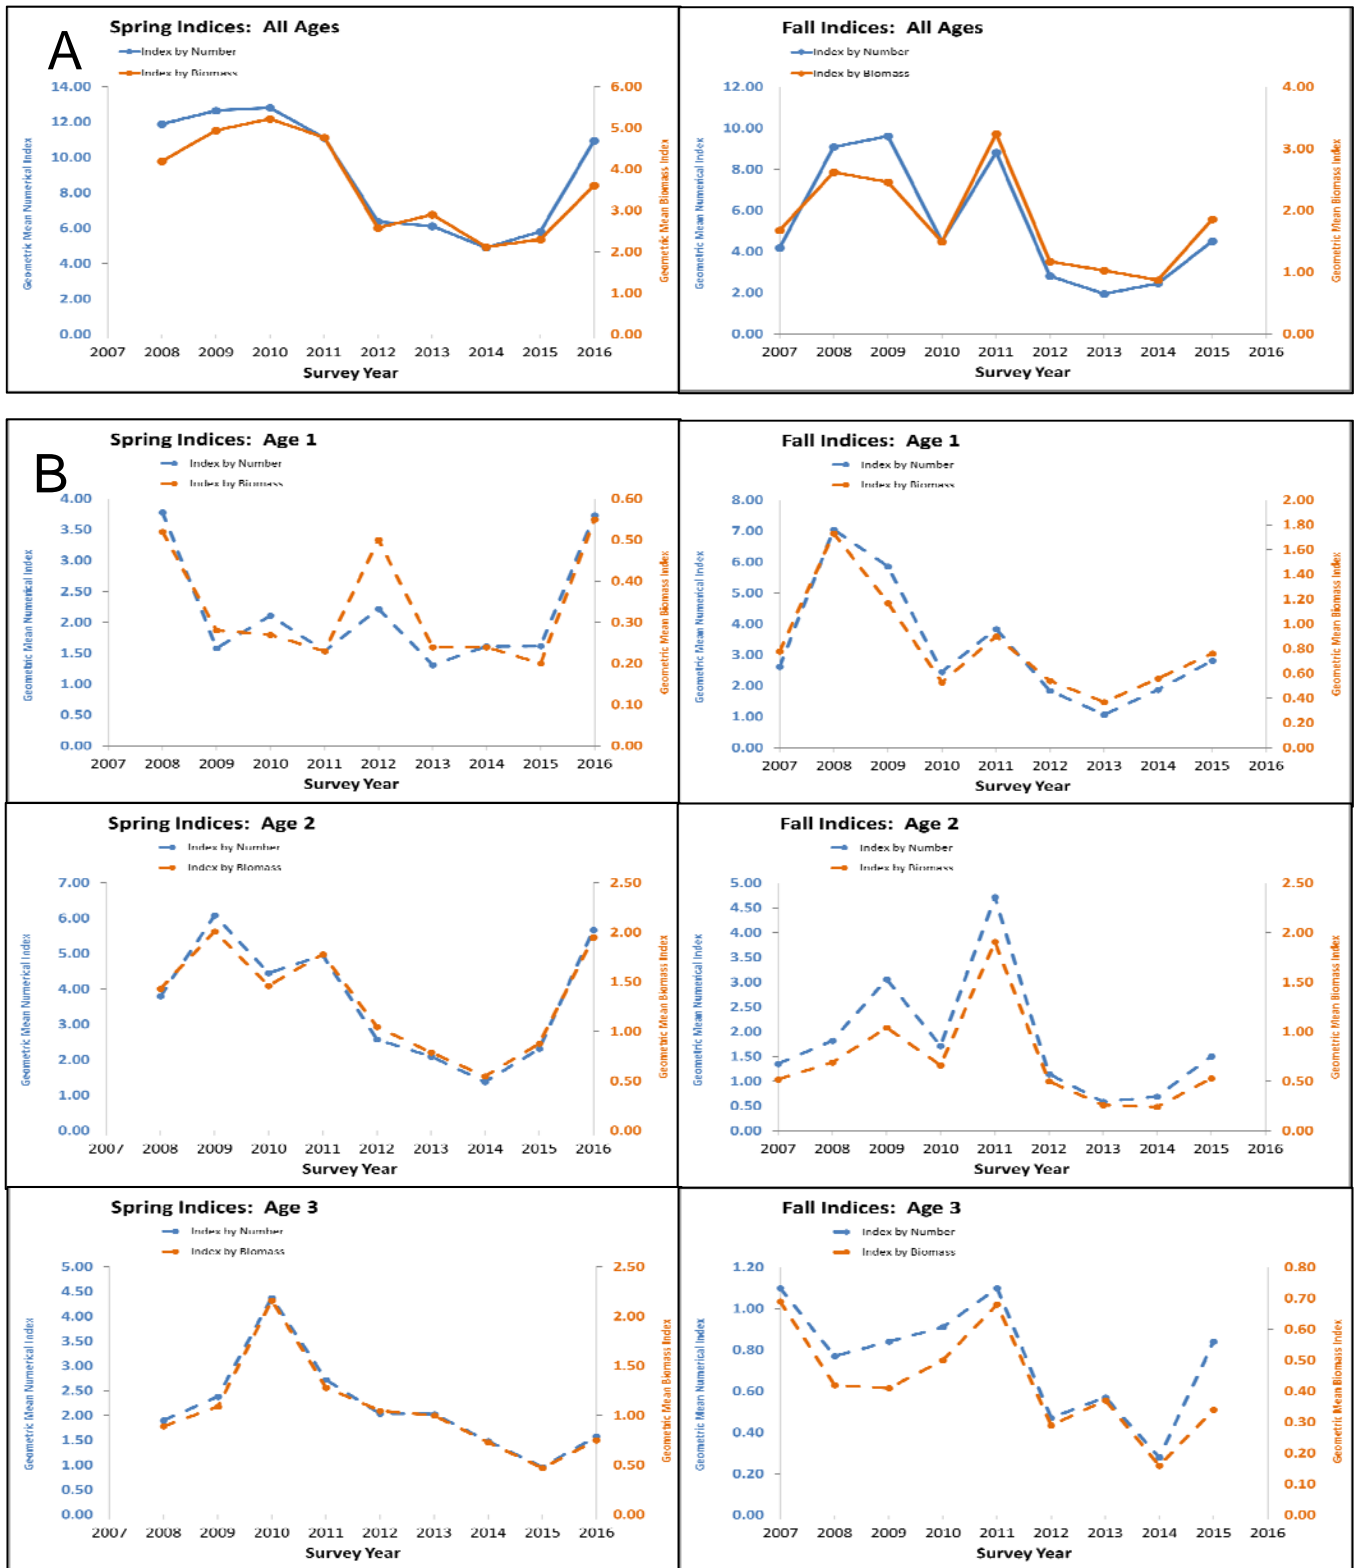 A
Spring Indices: All Ages
Index by Number
Index by Biomass
14.00
12.00
10.00
8.00
6.00
4.00
2.00
0.00
Geometric Mean Numerical Index
6.00
5.00
4.00
3.00
2.00
1.00
0.00
Geometric Mean Biomass Index
2007 2008 2009 2010 2011 2012 2013 2014 2015 2016
Survey Year
Fall Indices: All Ages
Index by Number
Index by Biomass
12.00
10.00
8.00
6.00
4.00
2.00
0.00
Geometric Mean Numerical Index
4.00
3.00
2.00
1.00
0.00
Geometric Mean Biomass Index
2007 2008 2009 2010 2011 2012 2013 2014 2015 2016
Survey Year
B
Spring Indices: Age 1
Index by Number
Index by Biomass
4.00
3.50
3.00
2.50
2.00
1.50
1.00
0.50
0.00
Geometric Mean Numerical Index
0.60
0.50
0.40
0.30
0.20
0.10
0.00
Geometric Mean Biomass Index
2007 2008 2009 2010 2011 2012 2013 2014 2015 2016
Survey Year
Fall Indices: Age 1
Index by Number
Index by Biomass
8.00
7.00
6.00
5.00
4.00
3.00
2.00
1.00
0.00
Geometric Mean Numerical Index
2.00
1.80
1.60
1.40
1.20
1.00
0.80
0.60
0.40
0.20
0.00
Geometric Mean Biomass Index
2007 2008 2009 2010 2011 2012 2013 2014 2015 2016
Survey Year
Spring Indices: Age 2
Index by Number
Index by Biomass
7.00
6.00
5.00
4.00
3.00
2.00
1.00
0.00
Geometric Mean Numerical Index
2.50
2.00
1.50
1.00
0.50
0.00
Geometric Mean Biomass Index
2007 2008 2009 2010 2011 2012 2013 2014 2015 2016
Survey Year
Fall Indices: Age 2
Index by Number
Index by Biomass
5.00
4.50
4.00
3.50
3.00
2.50
2.00
1.50
1.00
0.50
0.00
Geometric Mean Numerical Index
2.50
2.00
1.50
1.00
0.50
0.00
Geometric Mean Biomass Index
2007 2008 2009 2010 2011 2012 2013 2014 2015 2016
Survey Year
Spring Indices: Age 3
Index by Number
Index by Biomass
5.00
4.50
4.00
3.50
3.00
2.50
2.00
1.50
1.00
0.50
0.00
Geometric Mean Numerical Index
2.50
2.00
1.50
1.00
0.50
0.00
Geometric Mean Biomass Index
2007 2008 2009 2010 2011 2012 2013 2014 2015 2016
Survey Year
Fall Indices: Age 3
Index by Number
Index by Biomass
1.20
1.00
0.80
0.60
0.40
0.20
0.00
Geometric Mean Numerical Index
0.80
0.70
0.60
0.50
0.40
0.30
0.20
0.10
0.00
Geometric Mean Biomass Index
2007 2008 2009 2010 2011 2012 2013 2014 2015 2016
Survey Year